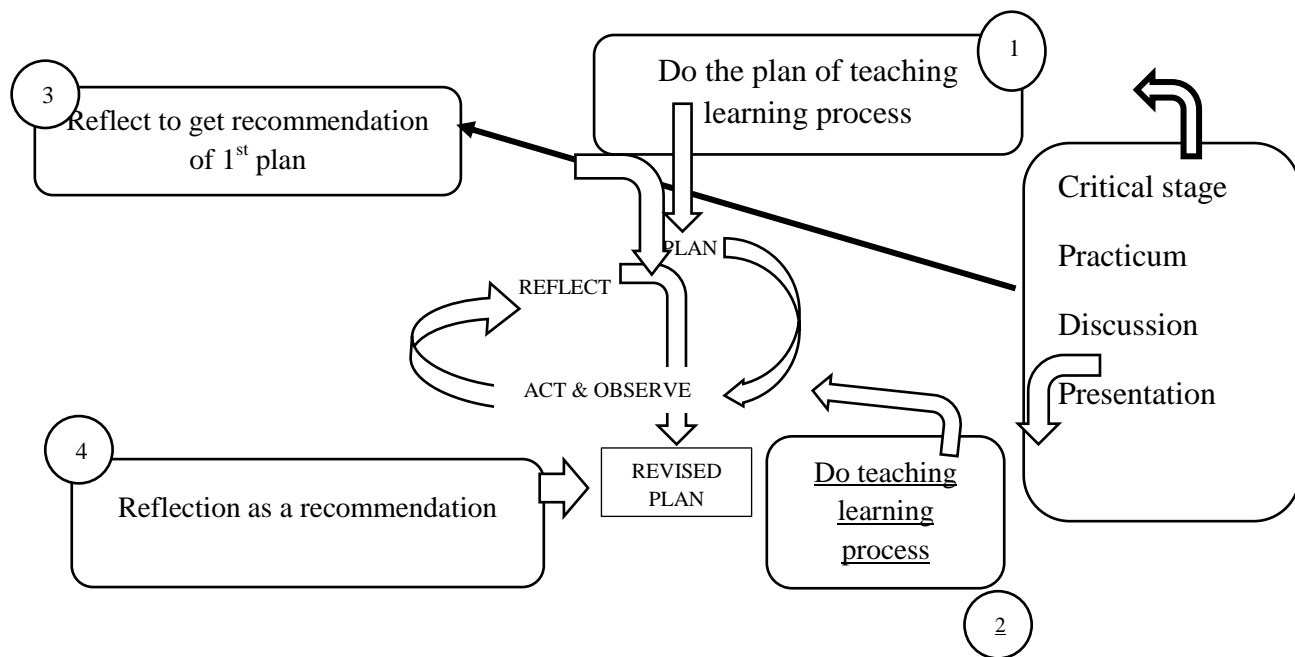 1
Do the plan of teaching
learning process
3
Reflect to get recommendation
of 1st plan
Critical stage
Practicum
Discussion
Presentation
PLAN
REFLECT
ACT & OBSERVE
4
Reflection as a recommendation
REVISED
PLAN
Do teaching
learning
process
2